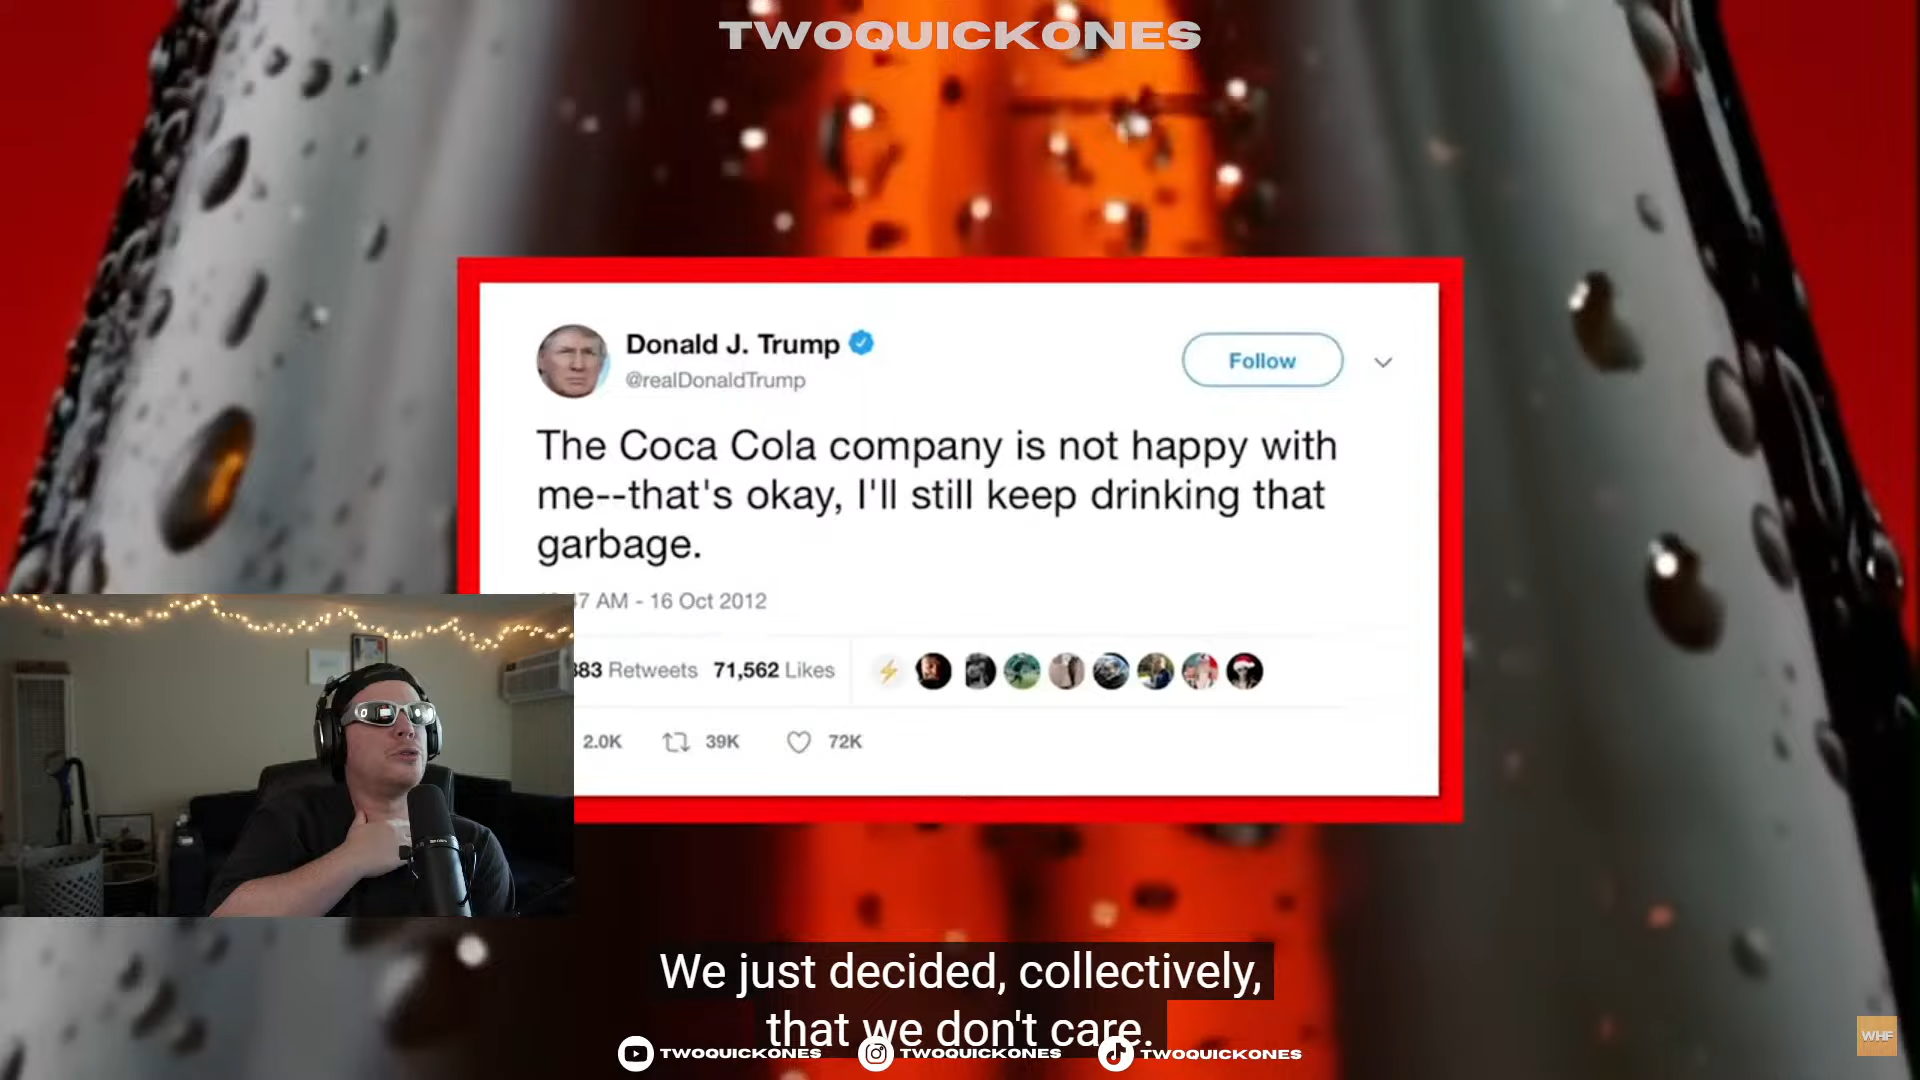 TWOQUICKONES
Donald J. Trump
@realDonaldTrump
Follow
The Coca Cola company is not happy with
me--that's okay, I'll still keep drinking that
garbage.
AM - 16 Oct 2012
Retweets 71,562 Likes
2.0K 39K 72K
We just decided, collectively,
that we don't care.
TWOQUICKONES TWOQUICKONES TWOQUICKONES
WHF